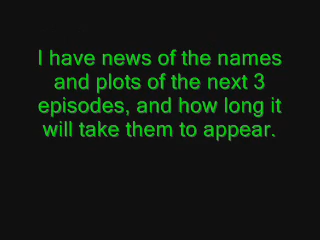 I have news of the names
and plots of the next 3
episodes, and how long it
will take them to appear.